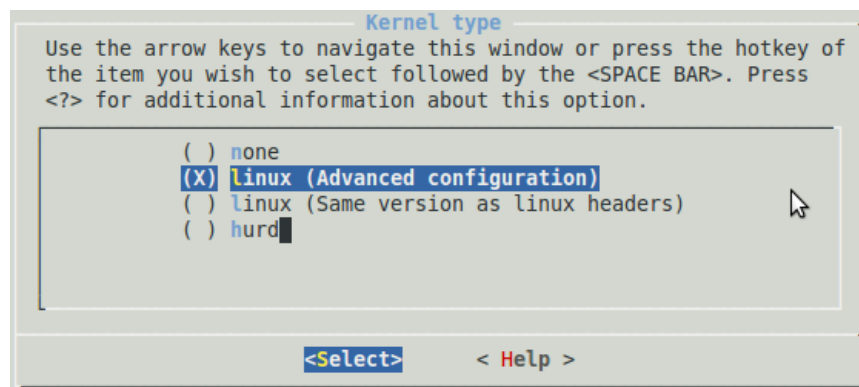 Kernel type
Use the arrow keys to navigate this window or press the hotkey of
the item you wish to select followed by the <SPACE BAR>. Press
<?> for additional information about this option.
( ) none
(X) linux (Advanced configuration)
( ) linux (Same version as linux headers)
( ) hurd
<Select> < Help >